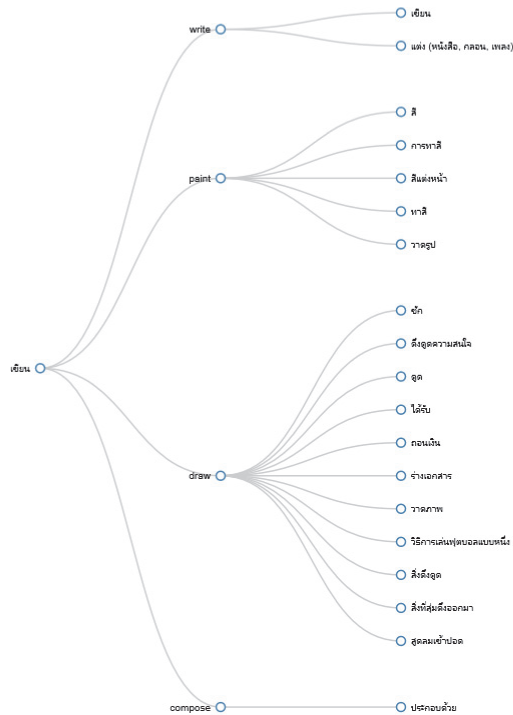 เขียน
write
เขียน
แต่ง (หนังสือ, กลอน, เพลง)
paint
สี
การทาสี
สีแต่งหน้า
ทาสี
วาดรูป
draw
ชัก
ดึงดูดความสนใจ
ดูด
ได้รับ
ถอนเงิน
ร่างเอกสาร
วาดภาพ
วิธีการเล่นฟุตบอลแบบหนึ่ง
สิ่งดึงดูด
สิ่งที่สุ่มดึงออกมา
สูดลมเข้าปอด
compose
ประกอบด้วย